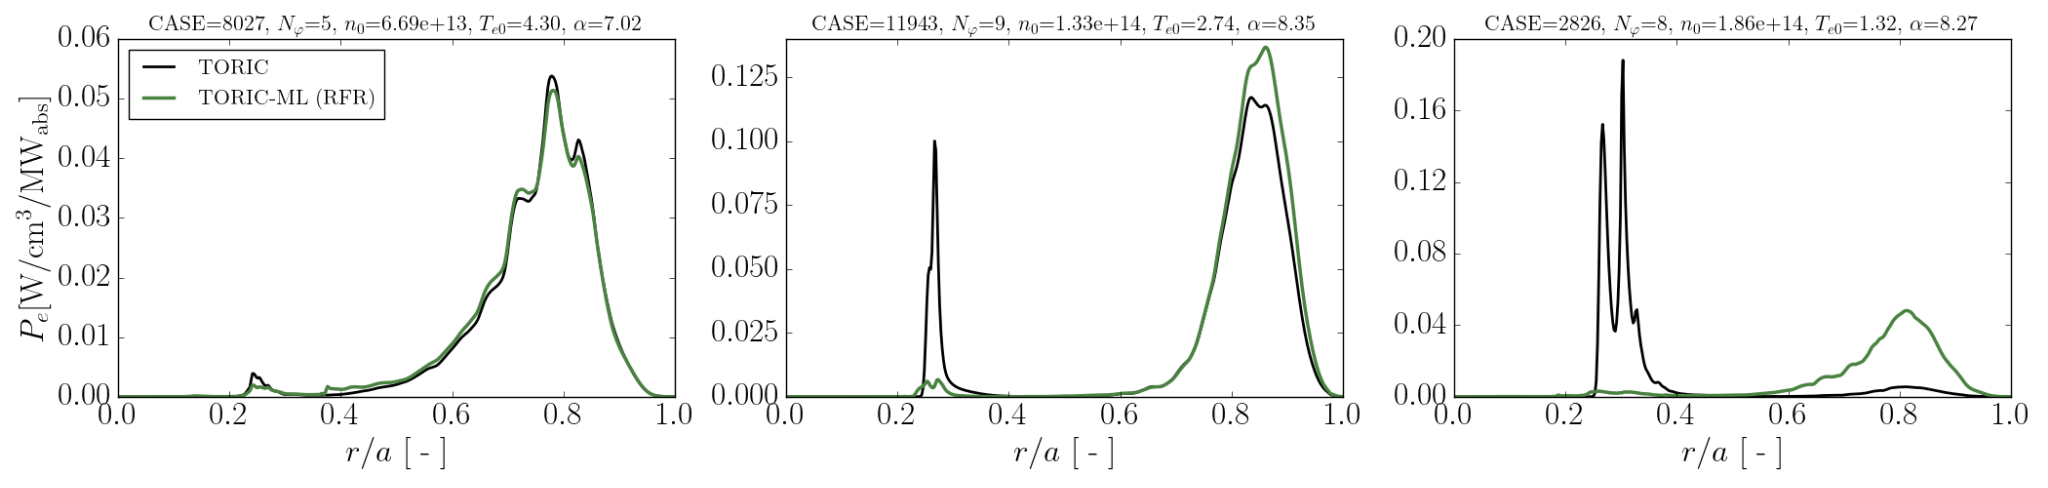 CASE=8027, Nφ=5, n0=6.69e+13, Te0=4.30, α=7.02
0.06
0.05
0.04
0.03
0.02
0.01
0.00
Pe[W/cm³/MWabs]
TORIC
TORIC-ML (RFR)
0.0 0.2 0.4 0.6 0.8 1.0
r/a [ - ]
CASE=11943, Nφ=9, n0=1.33e+14, Te0=2.74, α=8.35
0.125
0.100
0.075
0.050
0.025
0.000
0.0 0.2 0.4 0.6 0.8 1.0
r/a [ - ]
CASE=2826, Nφ=8, n0=1.86e+14, Te0=1.32, α=8.27
0.20
0.16
0.12
0.08
0.04
0.00
0.0 0.2 0.4 0.6 0.8 1.0
r/a [ - ]